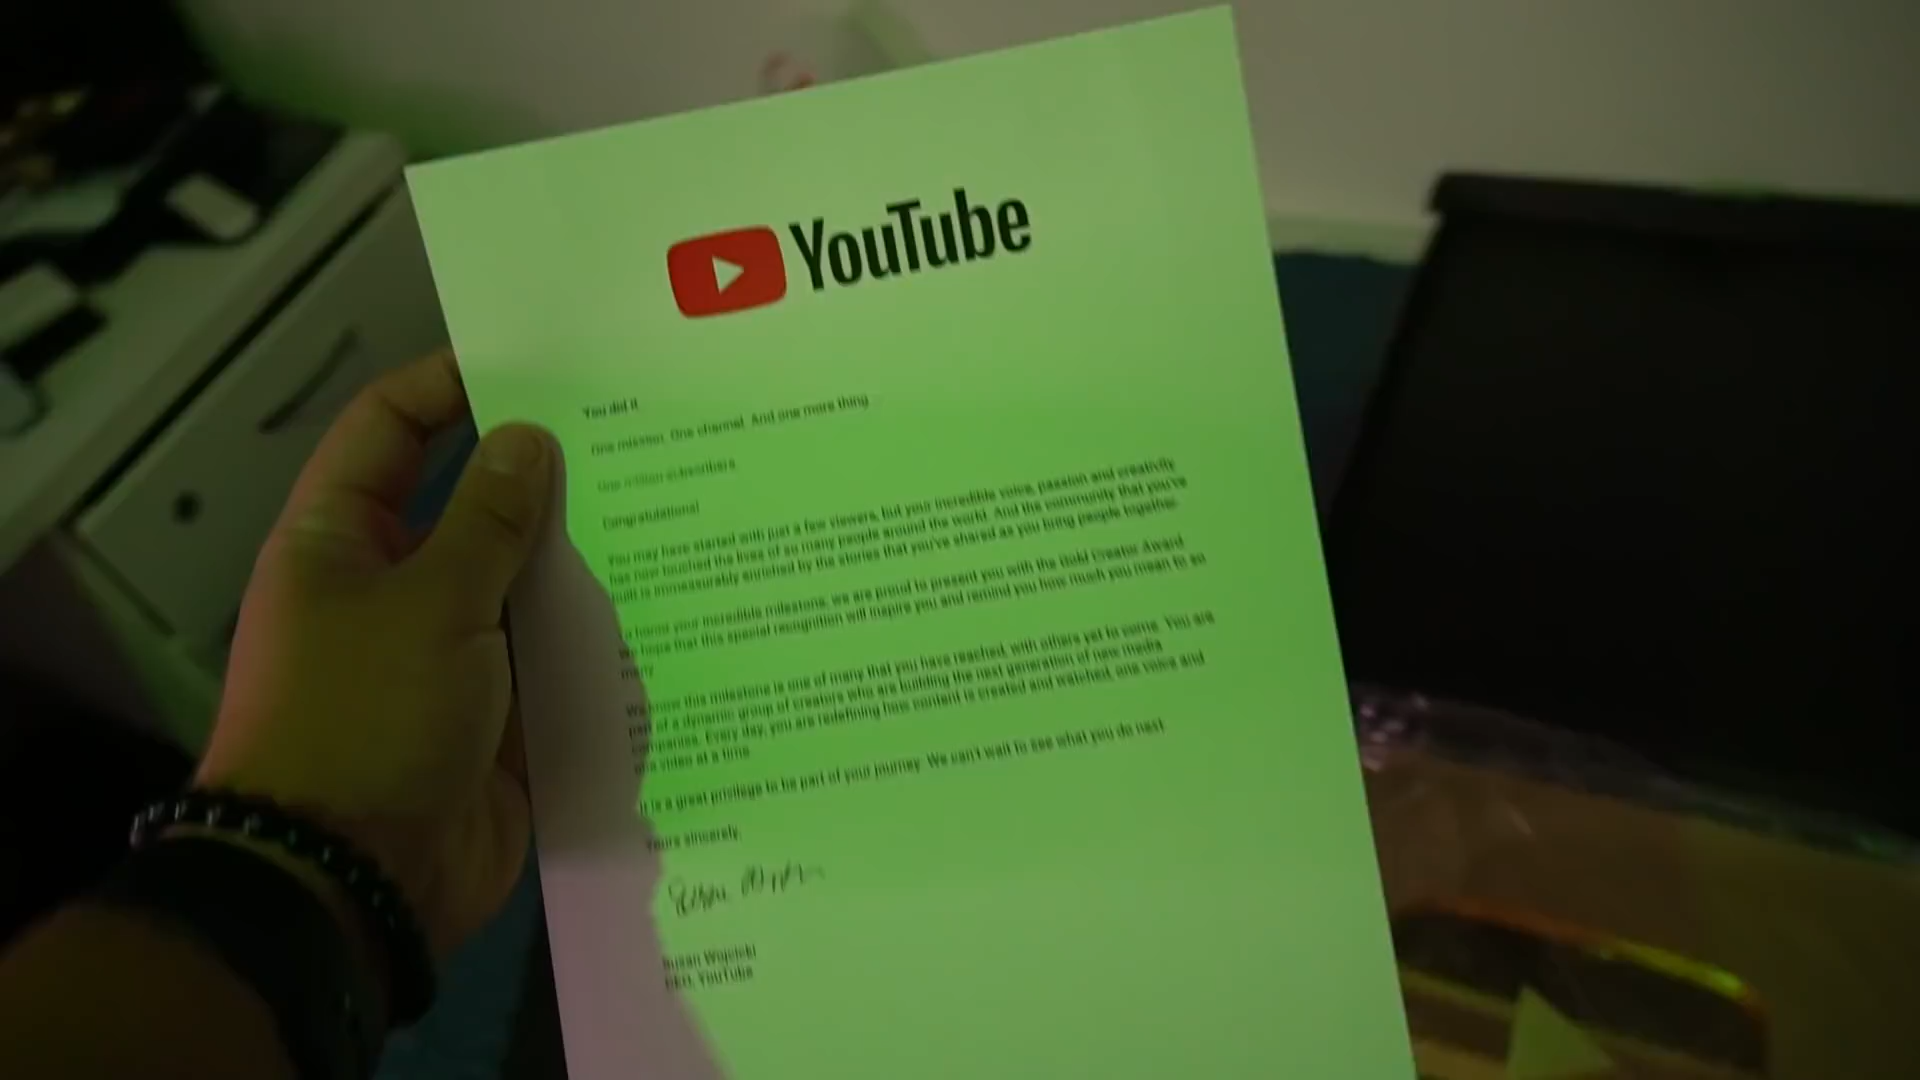 YouTube
You did it.
One mission. One channel. And one more thing...
One million subscribers.
Congratulations!
You may have started with just a few viewers, but your incredible voice, passion and creativity
has now touched the lives of so many people around the world. And the community that you've
built is immeasurably enriched by the stories that you've shared as you bring people together.
honor your incredible milestone, we are proud to present you with the Gold Creator Award.
We hope that this special recognition will inspire you and remind you how much you mean to so
many.
We know this milestone is one of many that you have reached, with others yet to come. You are
part of a dynamic group of creators who are building the next generation of new media
companies. Every day, you are redefining how content is created and watched, one voice and
one video at a time.
It is a great privilege to be part of your journey. We can't wait to see what you do next.
Yours sincerely,
Susan Wojcicki
CEO, YouTube